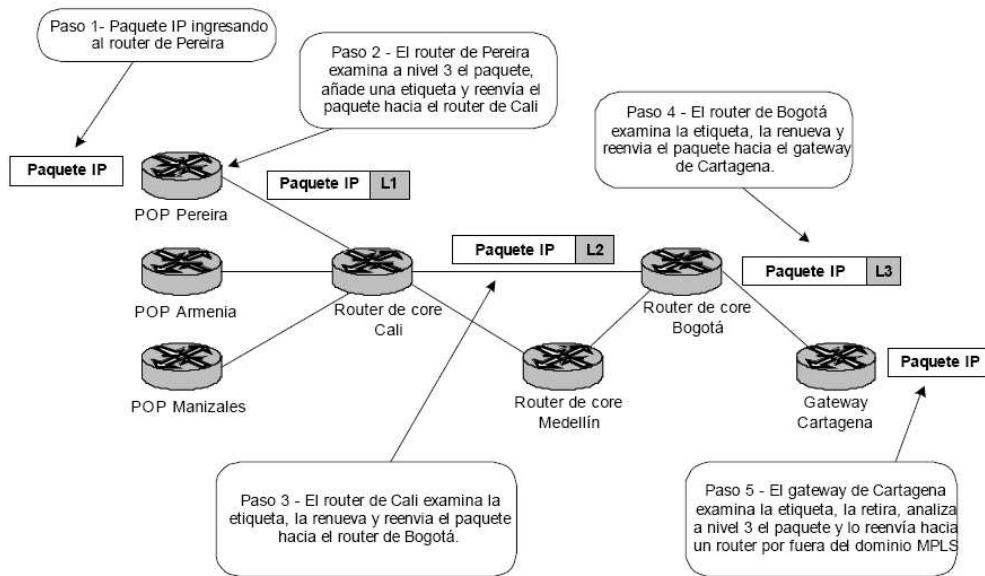 Paso 1- Paquete IP ingresando
al router de Pereira
Paso 2 - El router de Pereira
examina a nivel 3 el paquete,
añade una etiqueta y reenvía el
paquete hacia el router de Cali
Paso 4 - El router de Bogotá
examina la etiqueta, la renueva y
reenvia el paquete hacia el gateway
de Cartagena.
Paquete IP
POP Pereira
Paquete IP L1
Paquete IP L2
Paquete IP L3
POP Armenia
Router de core
Cali
Router de core
Bogotá
POP Manizales
Router de core
Medellín
Gateway
Cartagena
Paquete IP
Paso 3 - El router de Cali examina la
etiqueta, la renueva y reenvia el paquete
hacia el router de Bogotá.
Paso 5 - El gateway de Cartagena
examina la etiqueta, la retira, analiza
a nivel 3 el paquete y lo reenvía hacia
un router por fuera del dominio MPLS